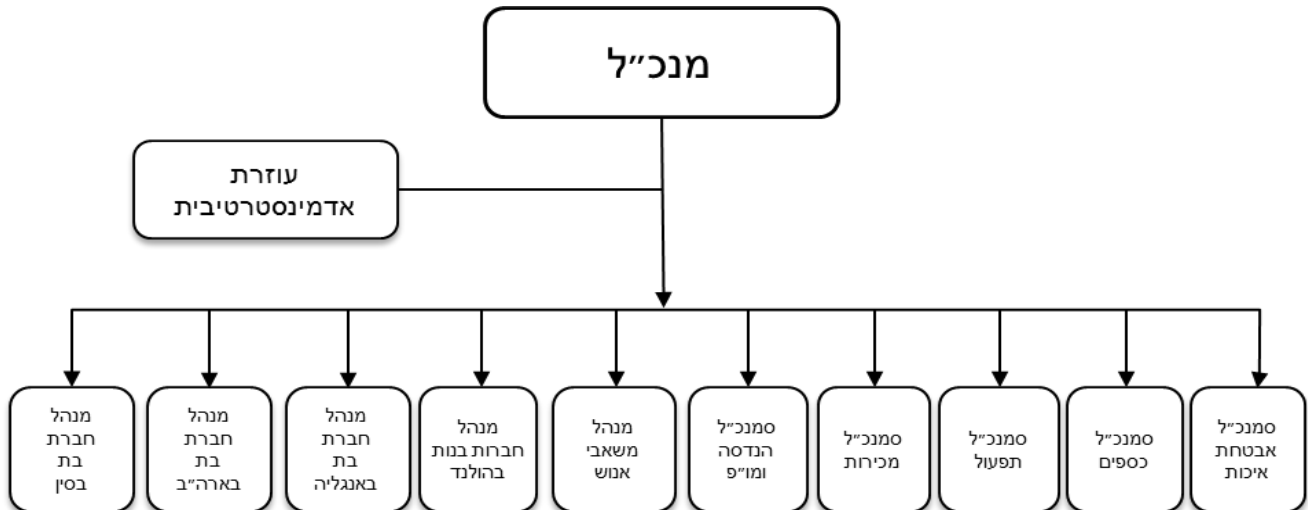 מנכ״ל
עוזרת
אדמינסטרטיבית
סמנכ״ל
אבטחת
איכות
סמנכ״ל
כספים
סמנכ״ל
תפעול
סמנכ״ל
מכירות
סמנכ״ל
הנדסה
ומו״פ
מנהל
משאבי
אנוש
מנהל
חברות בנות
בהולנד
מנהל
חברת
בת
באנגליה
מנהל
חברת
בת
בארה״ב
מנהל
חברת
בת
בסין